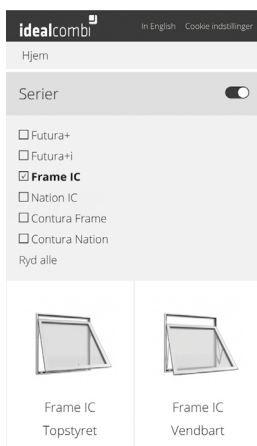 idealcombi
In English Cookie indstillinger
Hjem
Serier
Futura+
Futura+i
Frame IC
Nation IC
Contura Frame
Contura Nation
Ryd alle
Frame IC
Topstyret
Frame IC
Vendbart